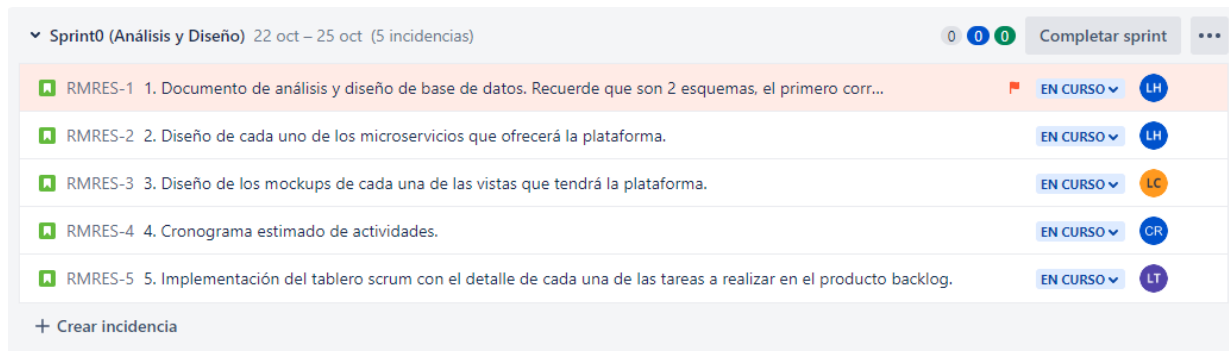 Sprint0 (Análisis y Diseño) 22 oct – 25 oct (5 incidencias) 0 0 0 Completar sprint
RMRES-1 1. Documento de análisis y diseño de base de datos. Recuerde que son 2 esquemas, el primero corr... EN CURSO LH
RMRES-2 2. Diseño de cada uno de los microservicios que ofrecerá la plataforma. EN CURSO LH
RMRES-3 3. Diseño de los mockups de cada una de las vistas que tendrá la plataforma. EN CURSO LC
RMRES-4 4. Cronograma estimado de actividades. EN CURSO CR
RMRES-5 5. Implementación del tablero scrum con el detalle de cada una de las tareas a realizar en el producto backlog. EN CURSO LT
+ Crear incidencia